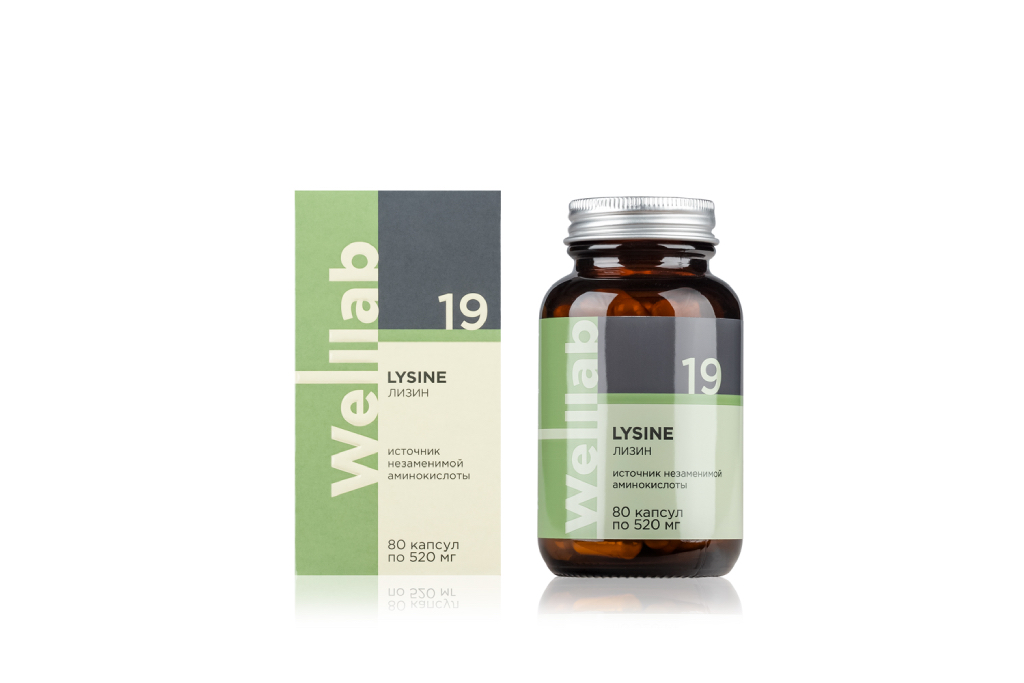 welllab
19
LYSINE
ЛИЗИН
источник
незаменимой
аминокислоты
80 капсул
по 520 мг
welllab
19
LYSINE
ЛИЗИН
источник незаменимой
аминокислоты
80 капсул
по 520 мг